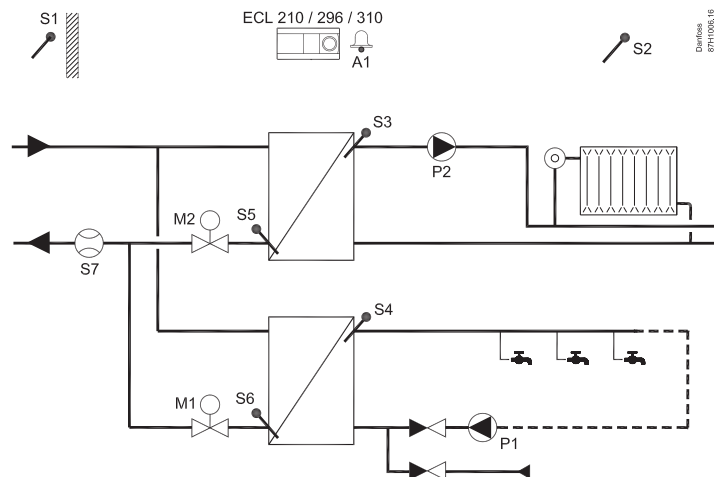 S1
ECL 210 / 296 / 310
A1
S2
Danfoss
87H1006.16
S3
P2
M2
S5
S7
S4
M1
S6
P1